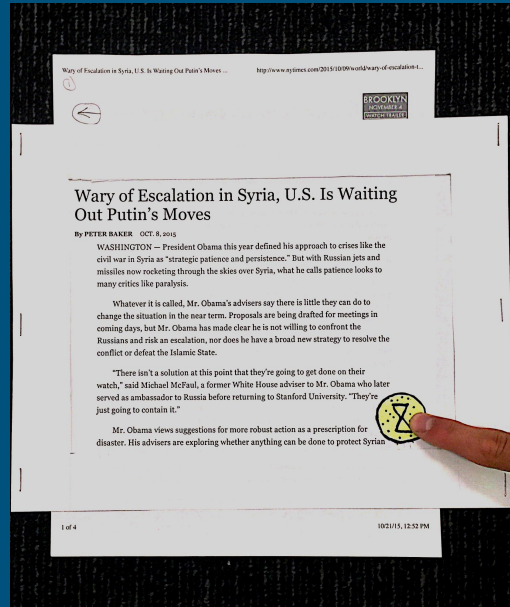 Wary of Escalation in Syria, U.S. Is Waiting Out Putin's Moves ... http://www.nytimes.com/2015/10/09/world/wary-of-escalation-i...
1
BROOKLYN
NOVEMBER 4
WATCH TRAILER
Wary of Escalation in Syria, U.S. Is Waiting
Out Putin's Moves
By PETER BAKER OCT. 8, 2015
WASHINGTON — President Obama this year defined his approach to crises like the
civil war in Syria as “strategic patience and persistence.” But with Russian jets and
missiles now rocketing through the skies over Syria, what he calls patience looks to
many critics like paralysis.
Whatever it is called, Mr. Obama's advisers say there is little they can do to
change the situation in the near term. Proposals are being drafted for meetings in
coming days, but Mr. Obama has made clear he is not willing to confront the
Russians and risk an escalation, nor does he have a broad new strategy to resolve the
conflict or defeat the Islamic State.
“There isn't a solution at this point that they're going to get done on their
watch,” said Michael McFaul, a former White House adviser to Mr. Obama who later
served as ambassador to Russia before returning to Stanford University. “They're
just going to contain it.”
Mr. Obama views suggestions for more robust action as a prescription for
disaster. His advisers are exploring whether anything can be done to protect Syrian
1 of 4 10/21/15, 12:52 PM